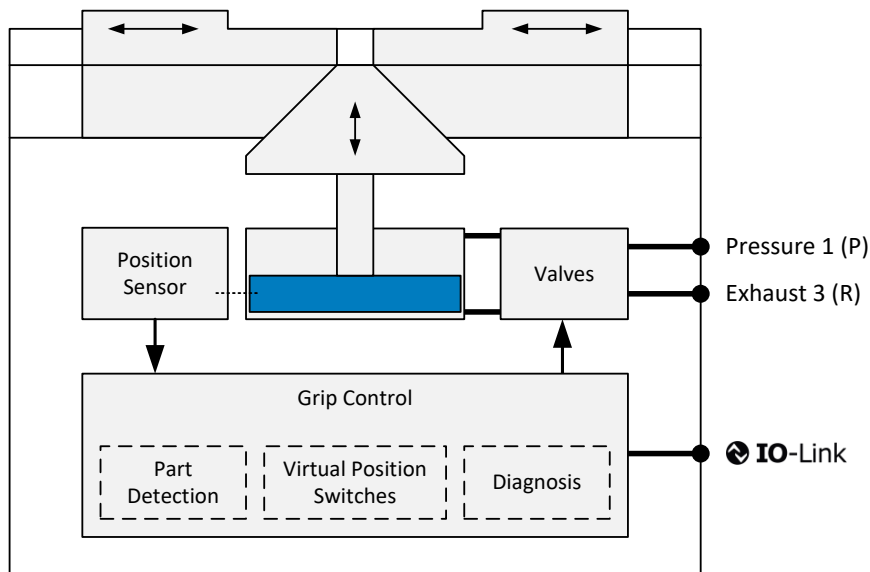 Position
Sensor
Valves
Pressure 1 (P)
Exhaust 3 (R)
Grip Control
Part
Detection
Virtual Position
Switches
Diagnosis
IO-Link